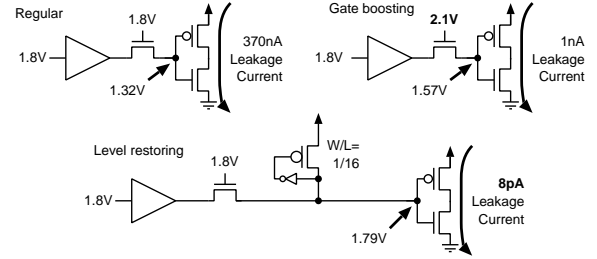 Regular
1.8V
1.8V
370nA
Leakage
Current
1.32V
Gate boosting
2.1V
1.8V
1nA
Leakage
Current
1.57V
Level restoring
1.8V
1.8V
W/L=
1/16
8pA
Leakage
Current
1.79V